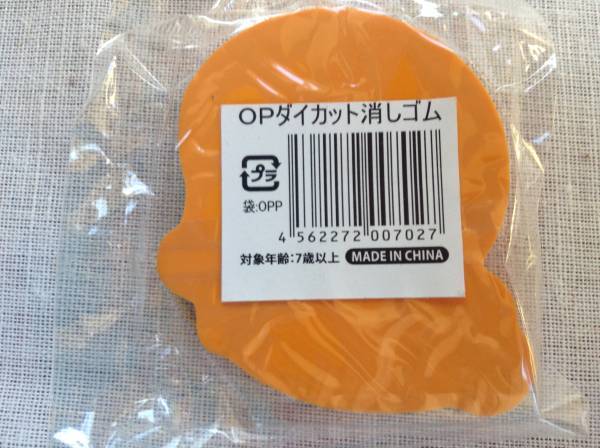 OPダイカット消しゴム
プラ
袋:OPP
4 562272 007027
対象年齢:7歳以上 MADE IN CHINA